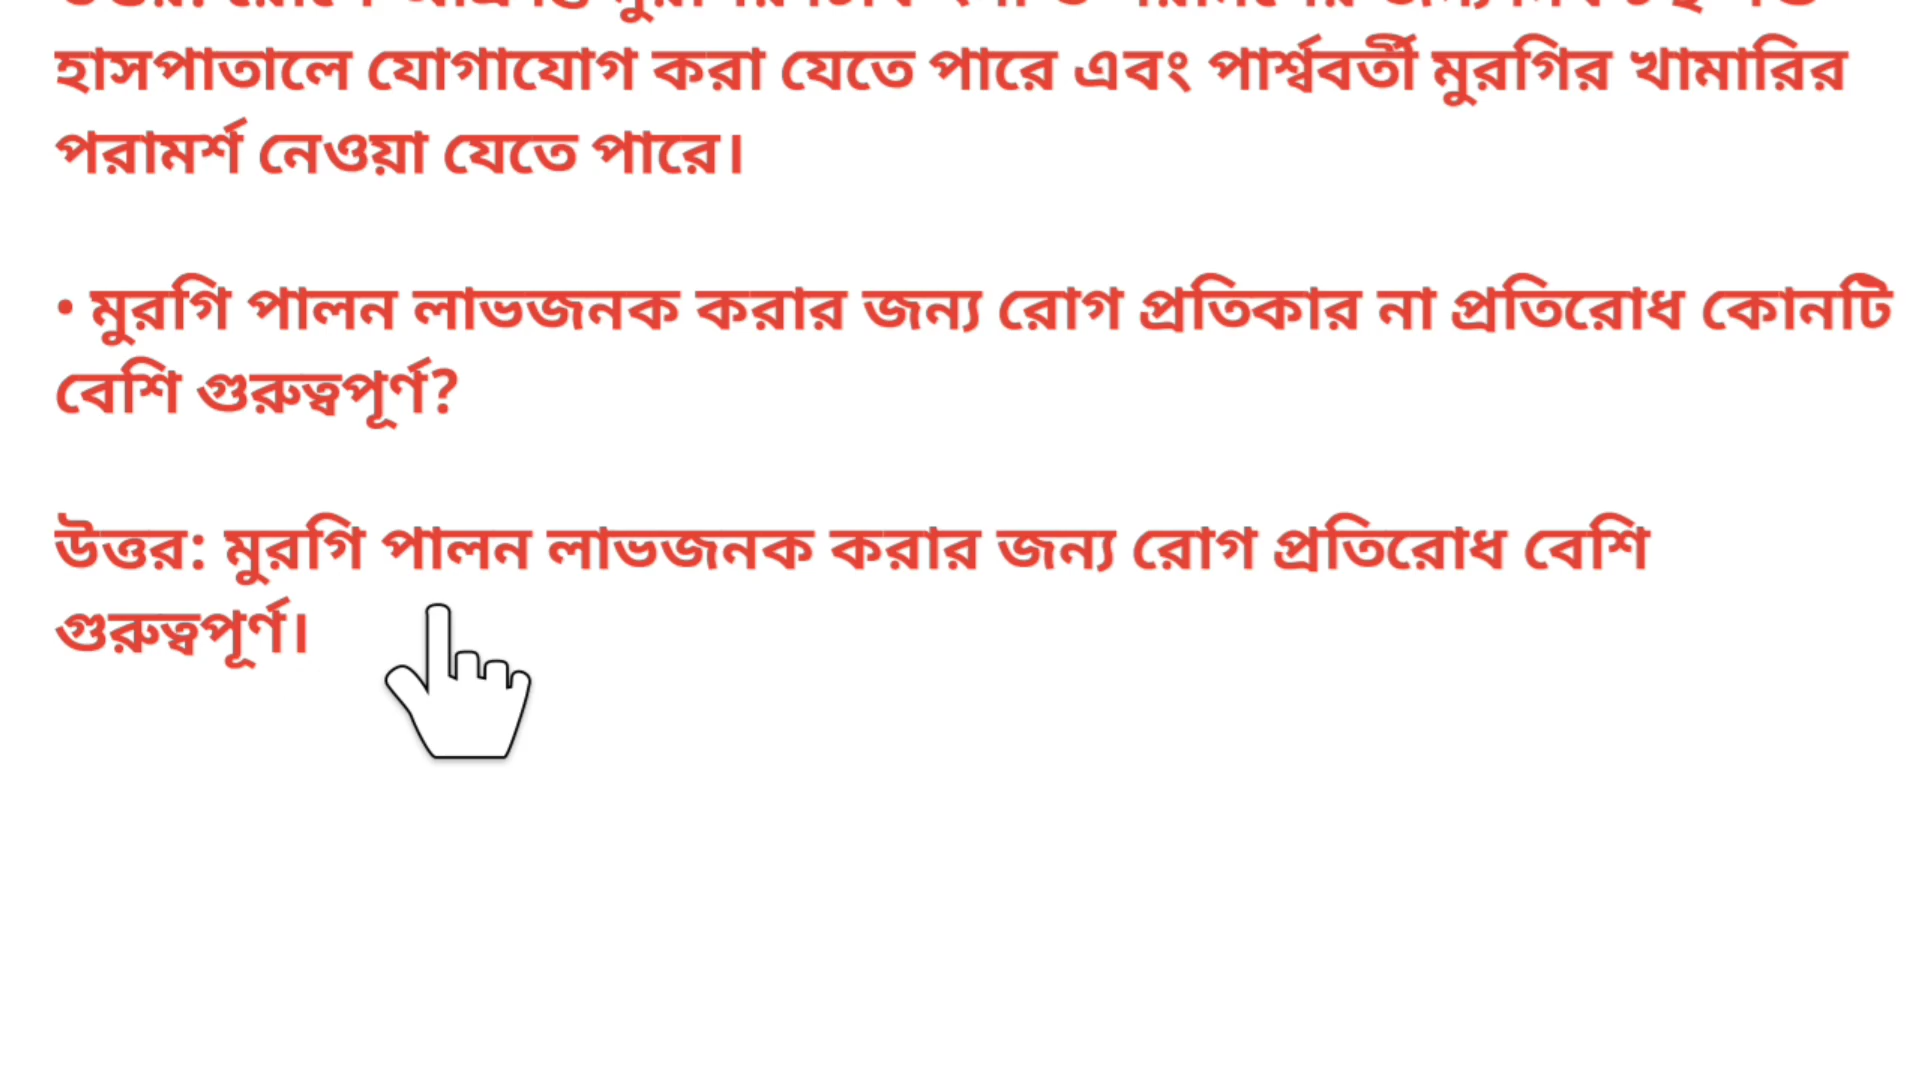 হাসপাতালে যোগাযোগ করা যেতে পারে এবং পার্শ্ববর্তী মুরগির খামারির
পরামর্শ নেওয়া যেতে পারে।
• মুরগি পালন লাভজনক করার জন্য রোগ প্রতিকার না প্রতিরোধ কোনটি
বেশি গুরুত্বপূর্ণ?
উত্তর: মুরগি পালন লাভজনক করার জন্য রোগ প্রতিরোধ বেশি
গুরুত্বপূর্ণ।